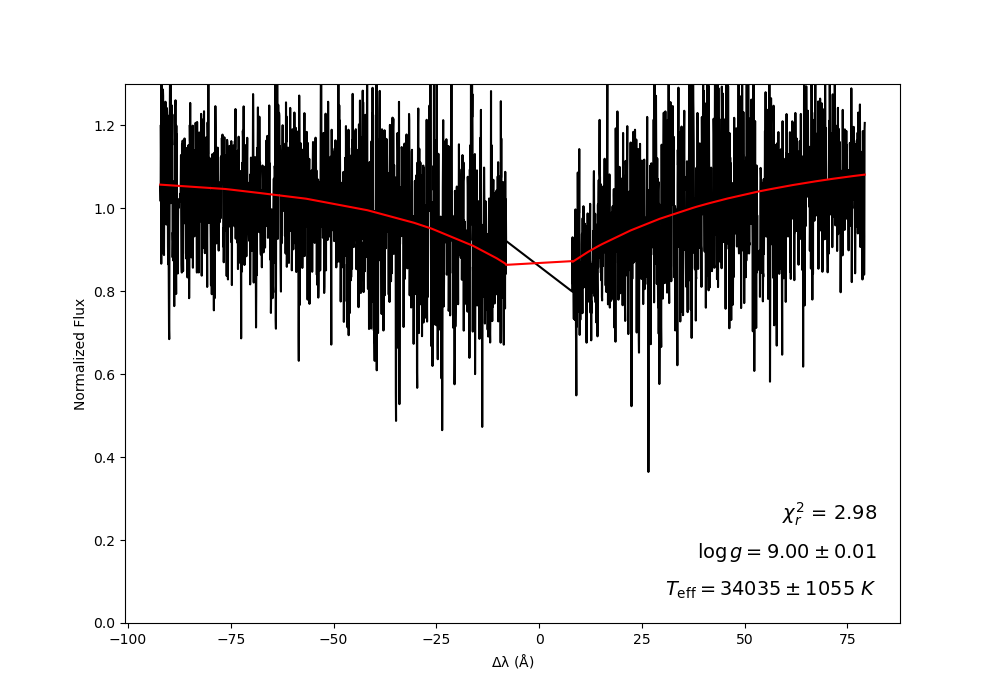 Normalized Flux
1.2
1.0
0.8
0.6
0.4
0.2
0.0
χ²ᵣ = 2.98
log g = 9.00 ± 0.01
T_eff = 34035 ± 1055 K
−100 −75 −50 −25 0 25 50 75
Δλ (Å)